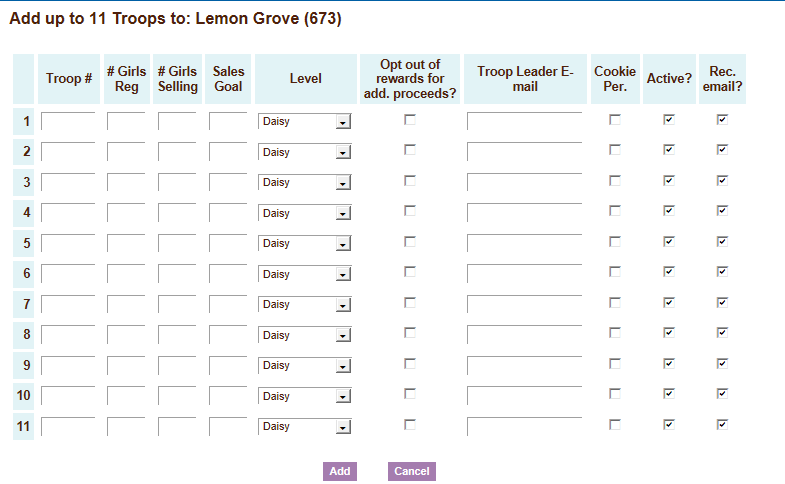 Add up to 11 Troops to: Lemon Grove (673)
Troop # # Girls Reg # Girls Selling Sales Goal Level Opt out of rewards for add. proceeds? Troop Leader E-mail Cookie Per. Active? Rec. email?
1 Daisy
2 Daisy
3 Daisy
4 Daisy
5 Daisy
6 Daisy
7 Daisy
8 Daisy
9 Daisy
10 Daisy
11 Daisy
Add Cancel